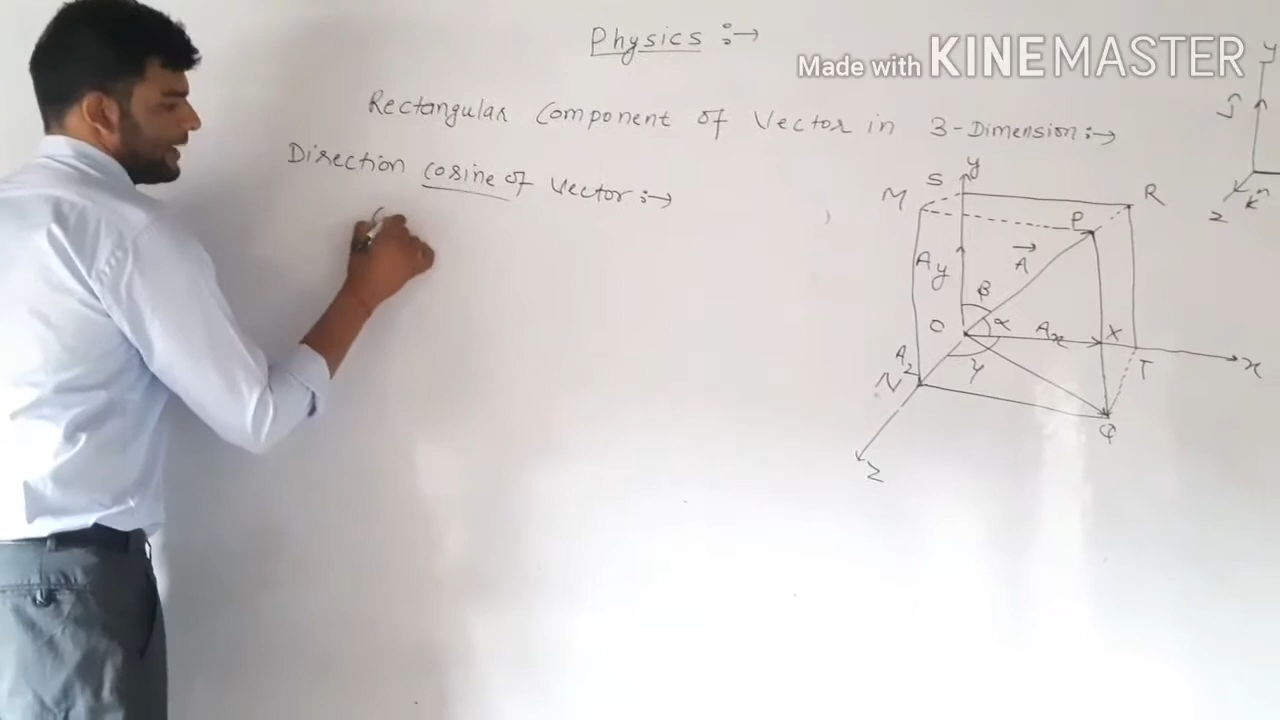 Physics :→
Made with KINEMASTER
Rectangular Component of Vector in 3-Dimension :→
Direction cosine of Vector :→
y
ĵ
k̂
z
y
S
M
R
P
A⃗
Ay
β
O
α
Ax
X
T
x
Az
N
γ
Q
Z